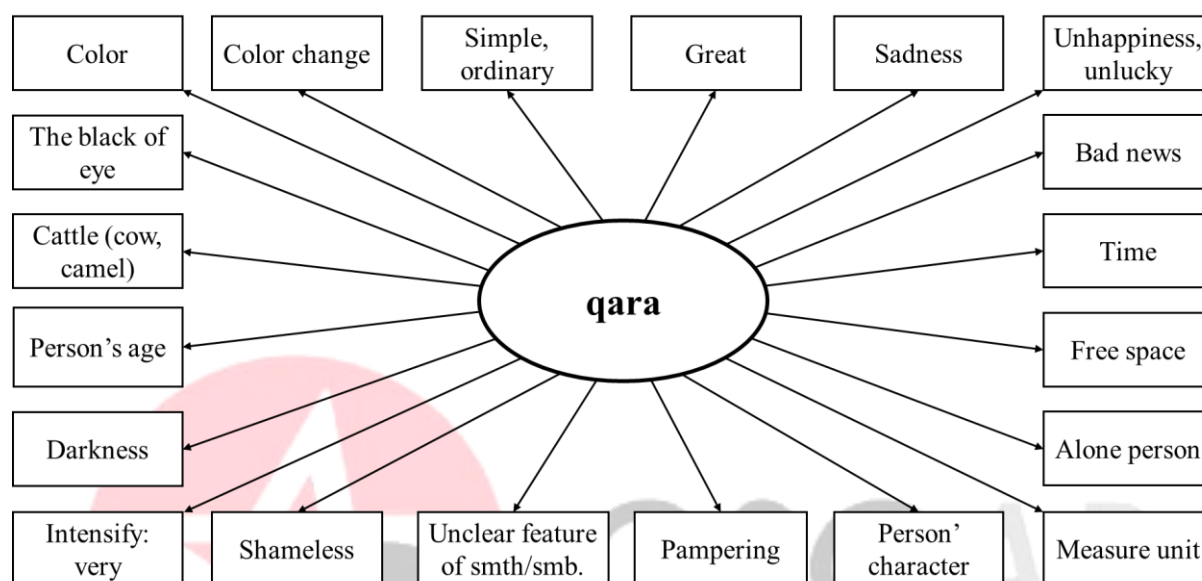 Color
Color change
Simple,
ordinary
Great
Sadness
Unhappiness,
unlucky
The black of
eye
Bad news
Cattle (cow,
camel)
Time
qara
Person’s age
Free space
Darkness
Alone person
Intensify:
very
Shameless
Unclear feature
of smth/smb.
Pampering
Person’
character
Measure unit